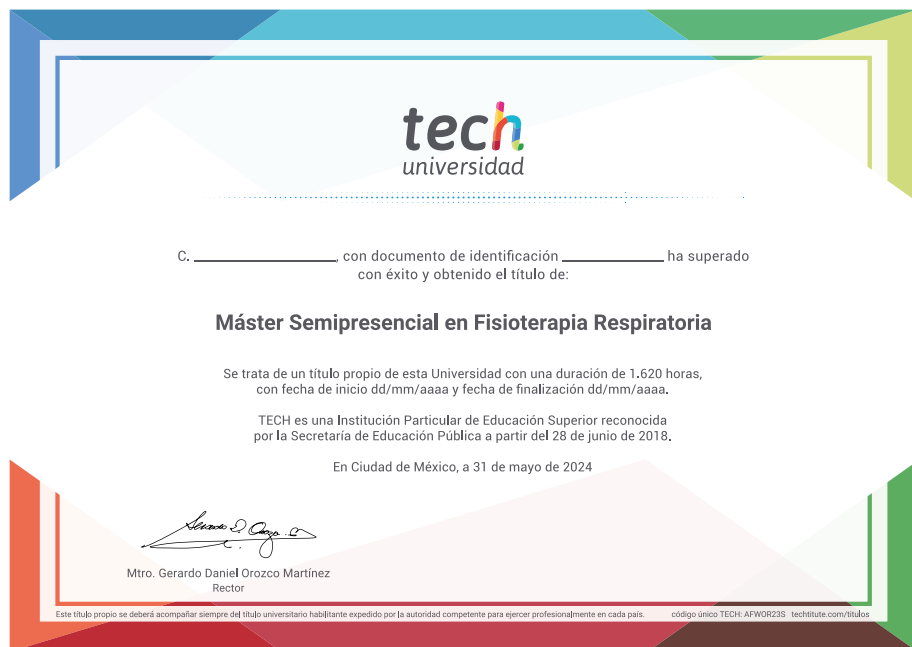 tech
universidad
C. ____________, con documento de identificación ____________ ha superado
con éxito y obtenido el título de:
Máster Semipresencial en Fisioterapia Respiratoria
Se trata de un título propio de esta Universidad con una duración de 1.620 horas,
con fecha de inicio dd/mm/aaaa y fecha de finalización dd/mm/aaaa.
TECH es una Institución Particular de Educación Superior reconocida
por la Secretaría de Educación Pública a partir del 28 de junio de 2018.
En Ciudad de México, a 31 de mayo de 2024
Mtro. Gerardo Daniel Orozco Martínez
Rector
Este título propio se deberá acompañar siempre del título universitario habilitante expedido por la autoridad competente para ejercer profesionalmente en cada país. código único TECH: AFWOR23S techtitute.com/titulos